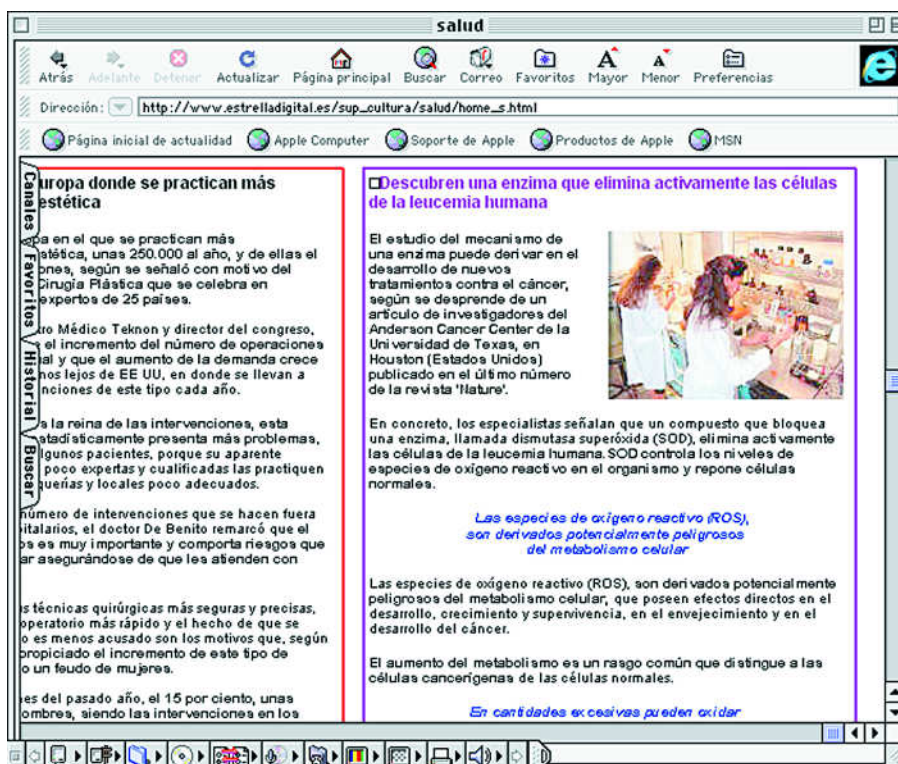 salud
Atrás Adelante Detener Actualizar Página principal Buscar Correo Favoritos Mayor Menor Preferencias
Dirección: http://www.estrelladigital.es/sup_cultura/salud/home_s.html
Página inicial de actualidad Apple Computer Soporte de Apple Productos de Apple MSN
Canales
Favoritos
Historial
Buscar
uropa donde se practican más
estética
pa en el que se practican más
stética, unas 250.000 al año, y de ellas el
ones, según se señaló con motivo del
Cirugía Plástica que se celebra en
expertos de 25 países.
ro Médico Teknon y director del congreso,
e el incremento del número de operaciones
al y que el aumento de la demanda crece
nos lejos de EE UU, en donde se llevan a
nciones de este tipo cada año.
s la reina de las intervenciones, esta
stadísticamente presenta más problemas,
lgunos pacientes, porque su aparente
poco expertas y cualificadas las practiquen
querías y locales poco adecuados.
número de intervenciones que se hacen fuera
pitalarios, el doctor De Benito remarcó que el
os es muy importante y comporta riesgos que
ar asegurándose de que les atienden con
s técnicas quirúrgicas más seguras y precisas,
operatorio más rápido y el hecho de que se
o es menos acusado son los motivos que, según
propiciado el incremento de este tipo de
o un feudo de mujeres.
es del pasado año, el 15 por ciento, unas
ombres, siendo las intervenciones en los
Descubren una enzima que elimina activamente las células
de la leucemia humana
El estudio del mecanismo de
una enzima puede derivar en el
desarrollo de nuevos
tratamientos contra el cáncer,
según se desprende de un
artículo de investigadores del
Anderson Cancer Center de la
Universidad de Texas, en
Houston (Estados Unidos)
publicado en el último número
de la revista 'Nature'.
En concreto, los especialistas señalan que un compuesto que bloquea
una enzima, llamada dismutasa superóxida (SOD), elimina activamente
las células de la leucemia humana. SOD controla los niveles de
especies de oxígeno reactivo en el organismo y repone células
normales.
Las especies de oxígeno reactivo (ROS),
son derivados potencialmente peligrosos
del metabolismo celular
Las especies de oxígeno reactivo (ROS), son derivados potencialmente
peligrosos del metabolismo celular, que poseen efectos directos en el
desarrollo, crecimiento y supervivencia, en el envejecimiento y en el
desarrollo del cáncer.
El aumento del metabolismo es un rasgo común que distingue a las
células cancerígenas de las células normales.
En cantidades excesivas pueden oxidar